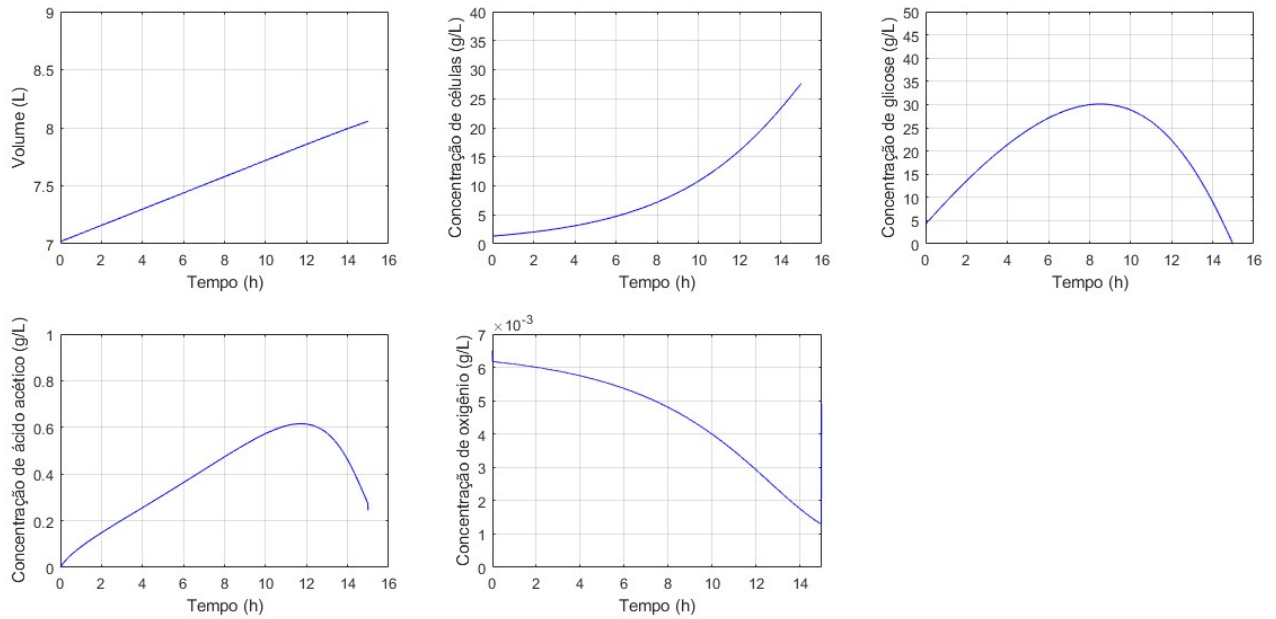 Volume (L)
9
8.5
8
7.5
7
0 2 4 6 8 10 12 14 16
Tempo (h)
Concentração de células (g/L)
40
35
30
25
20
15
10
5
0
0 2 4 6 8 10 12 14 16
Tempo (h)
Concentração de glicose (g/L)
50
45
40
35
30
25
20
15
10
5
0
0 2 4 6 8 10 12 14 16
Tempo (h)
Concentração de ácido acético (g/L)
1
0.8
0.6
0.4
0.2
0
0 2 4 6 8 10 12 14 16
Tempo (h)
Concentração de oxigênio (g/L)
×10-3
7
6
5
4
3
2
1
0
0 2 4 6 8 10 12 14
Tempo (h)